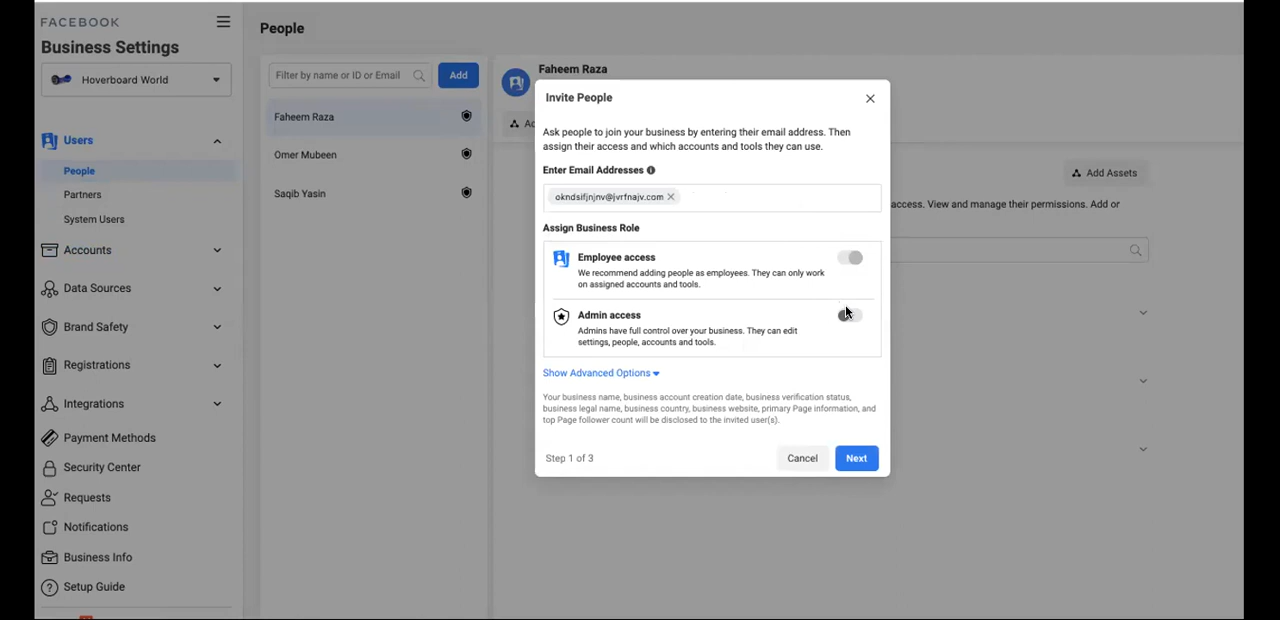 FACEBOOK
Business Settings
Hoverboard World
Users
People
Partners
System Users
Accounts
Data Sources
Brand Safety
Registrations
Integrations
Payment Methods
Security Center
Requests
Notifications
Business Info
Setup Guide
People
Filter by name or ID or Email
Add
Faheem Raza
Omer Mubeen
Saqib Yasin
Faheem Raza
Add Assets
access. View and manage their permissions. Add or
Invite People
Ask people to join your business by entering their email address. Then
assign their access and which accounts and tools they can use.
Enter Email Addresses
okndsifjnjnv@jvrfnajv.com
Assign Business Role
Employee access
We recommend adding people as employees. They can only work
on assigned accounts and tools.
Admin access
Admins have full control over your business. They can edit
settings, people, accounts and tools.
Show Advanced Options
Your business name, business account creation date, business verification status,
business legal name, business country, business website, primary Page information, and
top Page follower count will be disclosed to the invited user(s).
Step 1 of 3
Cancel
Next